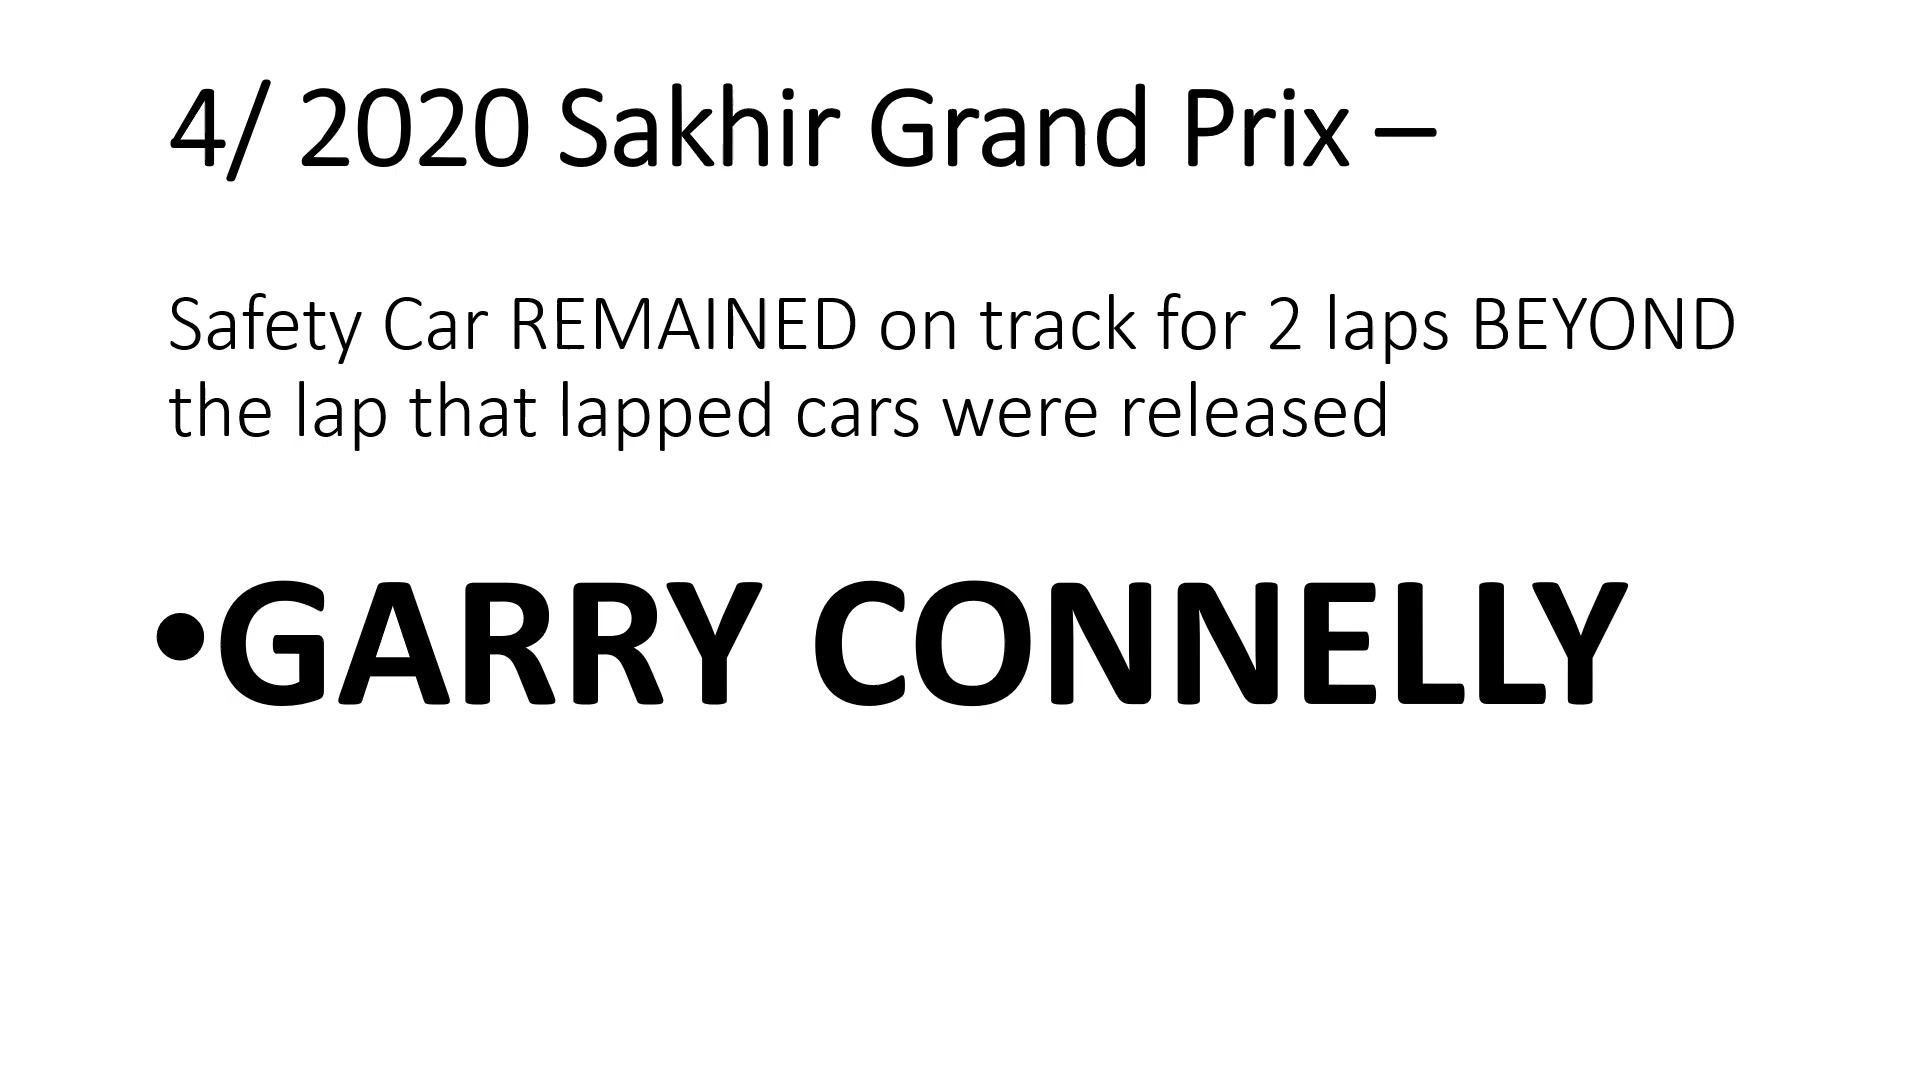 4/ 2020 Sakhir Grand Prix –
Safety Car REMAINED on track for 2 laps BEYOND
the lap that lapped cars were released
•GARRY CONNELLY